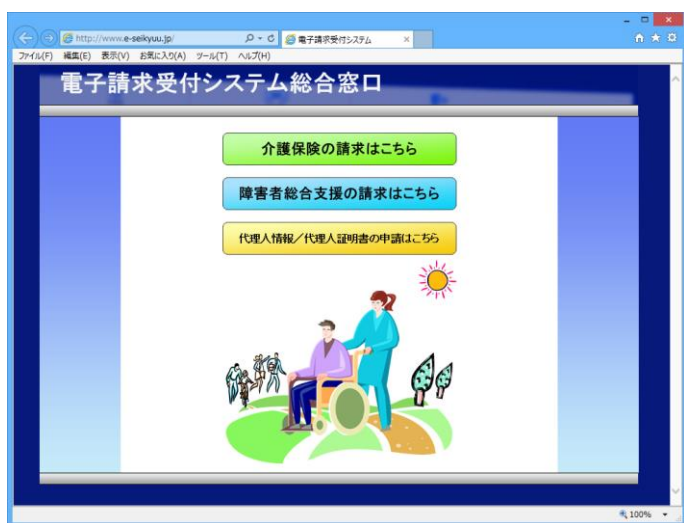 http://www.e-seikyuu.jp/
電子請求受付システム
ファイル(F) 編集(E) 表示(V) お気に入り(A) ツール(T) ヘルプ(H)
電子請求受付システム総合窓口
介護保険の請求はこちら
障害者総合支援の請求はこちら
代理人情報／代理人証明書の申請はこちら
100%